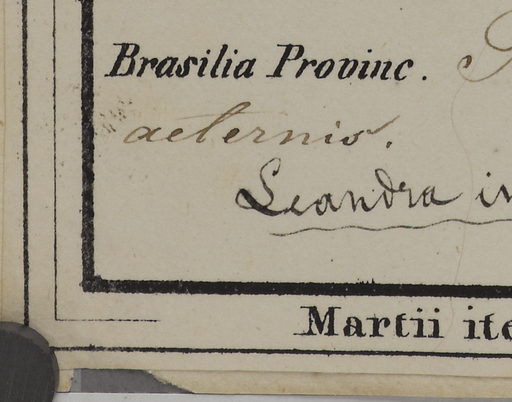 Brasilia Provinc.
aeternis.
Leandra
Martii